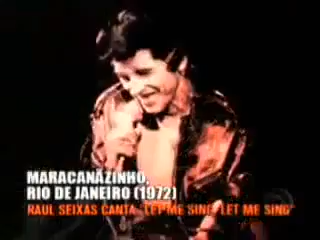 MARACANÃZINHO,
RIO DE JANEIRO (1972)
RAUL SEIXAS CANTA "LET ME SING, LET ME SING"